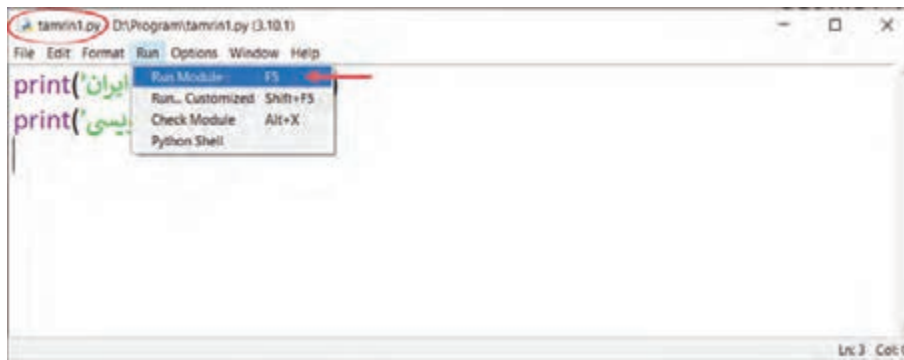 tamrin1.py D:\Program\tamrin1.py (3.10.1)
File Edit Format Run Options Window Help
print('ایران )
print('
Run Module F5
Run... Customized Shift+F5
Check Module Alt+X
Python Shell
Ln: 3 Col: